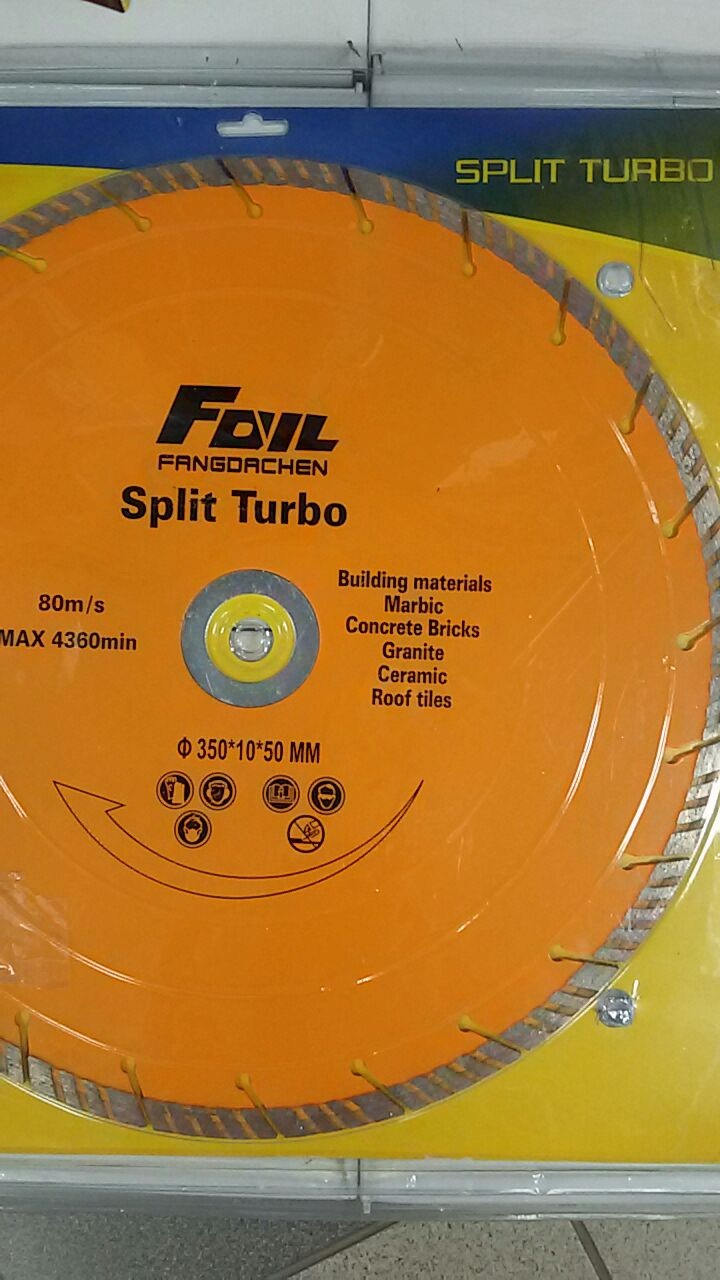 SPLIT TURBO
FANGDACHEN
Split Turbo
80m/s
MAX 4360min
Building materials
Marbic
Concrete Bricks
Granite
Ceramic
Roof tiles
Φ 350*10*50 MM